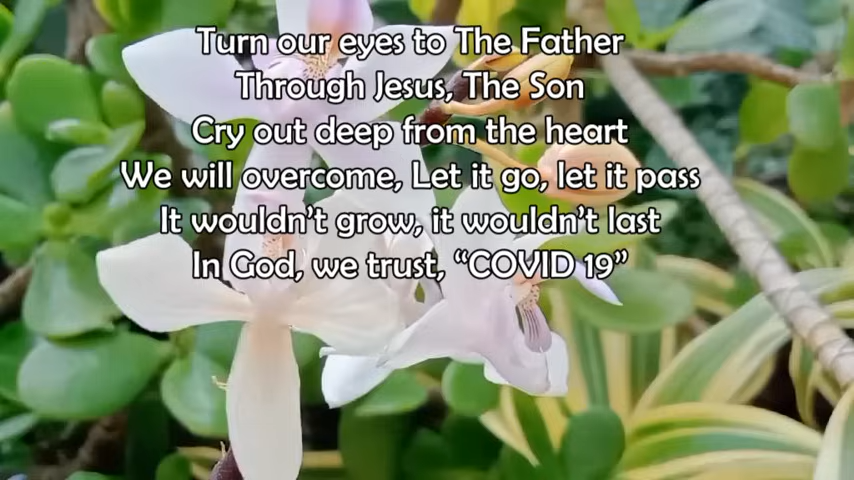 Turn our eyes to The Father
Through Jesus, The Son
Cry out deep from the heart
We will overcome, Let it go, let it pass
It wouldn't grow, it wouldn't last
In God, we trust, “COVID 19”